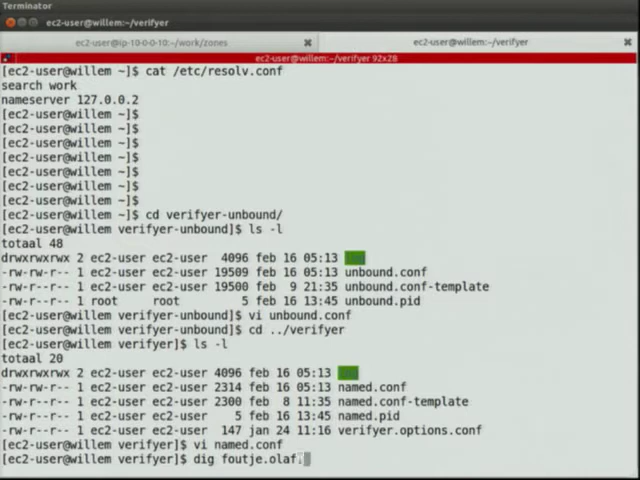 Terminator
ec2-user@willem:~/verifyer
ec2-user@ip-10-0-0-10:~/work/zones
ec2-user@willem:~/verifyer
ec2-user@willem:~/verifyer 92x28
[ec2-user@willem ~]$ cat /etc/resolv.conf
search work
nameserver 127.0.0.2
[ec2-user@willem ~]$
[ec2-user@willem ~]$
[ec2-user@willem ~]$
[ec2-user@willem ~]$
[ec2-user@willem ~]$
[ec2-user@willem ~]$
[ec2-user@willem ~]$
[ec2-user@willem ~]$ cd verifyer-unbound/
[ec2-user@willem verifyer-unbound]$ ls -l
totaal 48
drwxrwxrwx 2 ec2-user ec2-user 4096 feb 16 05:13
-rw-rw-r-- 1 ec2-user ec2-user 19509 feb 16 05:13 unbound.conf
-rw-rw-r-- 1 ec2-user ec2-user 19500 feb 9 21:35 unbound.conf-template
-rw-r--r-- 1 root root 5 feb 16 13:45 unbound.pid
[ec2-user@willem verifyer-unbound]$ vi unbound.conf
[ec2-user@willem verifyer-unbound]$ cd ../verifyer
[ec2-user@willem verifyer]$ ls -l
totaal 20
drwxrwxrwx 2 ec2-user ec2-user 4096 feb 16 05:13
-rw-rw-r-- 1 ec2-user ec2-user 2314 feb 16 05:13 named.conf
-rw-rw-r-- 1 ec2-user ec2-user 2300 feb 8 11:35 named.conf-template
-rw-rw-r-- 1 ec2-user ec2-user 5 feb 16 13:45 named.pid
-rw-rw-r-- 1 ec2-user ec2-user 147 jan 24 11:16 verifyer.options.conf
[ec2-user@willem verifyer]$ vi named.conf
[ec2-user@willem verifyer]$ dig foutje.olaf.